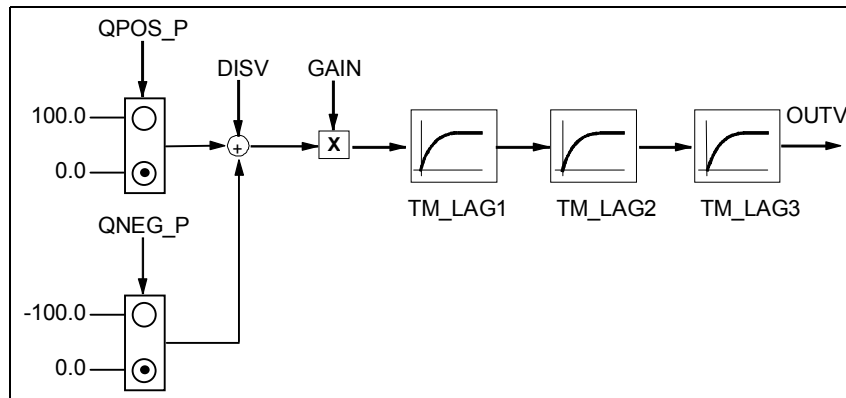 QPOS_P
DISV
GAIN
100.0
0.0
+
X
OUTV
TM_LAG1
TM_LAG2
TM_LAG3
QNEG_P
-100.0
0.0